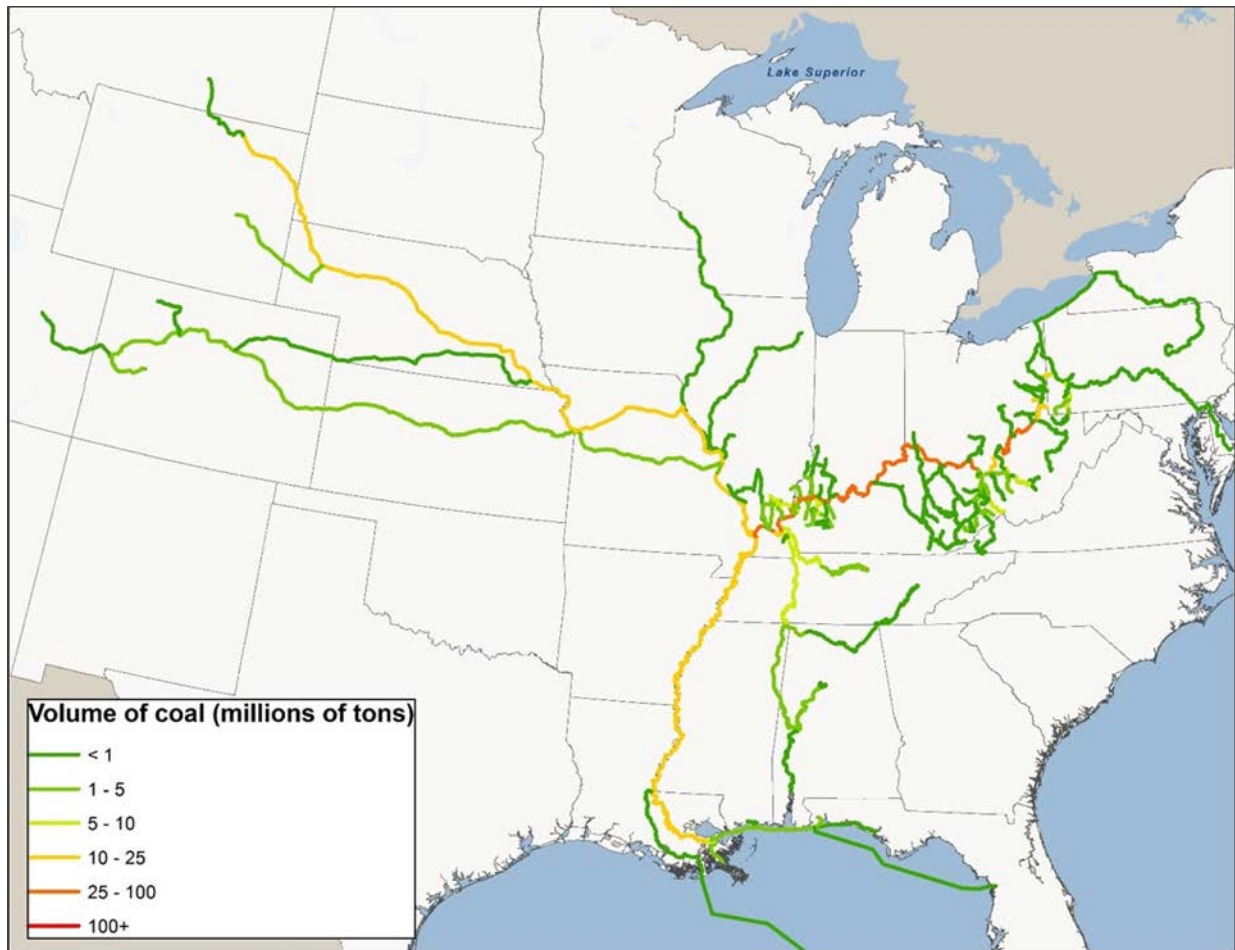 Lake Superior
Volume of coal (millions of tons)
< 1
1 - 5
5 - 10
10 - 25
25 - 100
100+